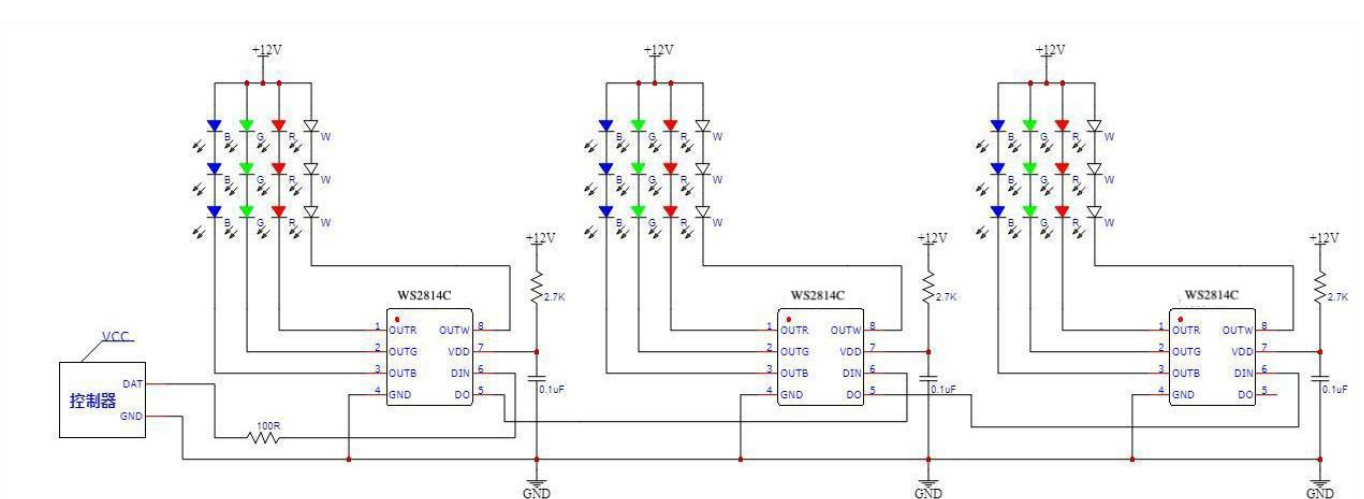 +12V +12V +12V
B G R W B G R W B G R W
B G R W B G R W B G R W
B G R W B G R W B G R W
+12V +12V +12V
2.7K 2.7K 2.7K
WS2814C WS2814C WS2814C
1 OUTR OUTW 8 1 OUTR OUTW 8 1 OUTR OUTW 8
VCC
2 OUTG VDD 7 2 OUTG VDD 7 2 OUTG VDD 7
3 OUTB DIN 6 3 OUTB DIN 6 3 OUTB DIN 6
DAT
0.1uF 0.1uF 0.1uF
4 GND DO 5 4 GND DO 5 4 GND DO 5
控制器
GND
100R
GND GND GND